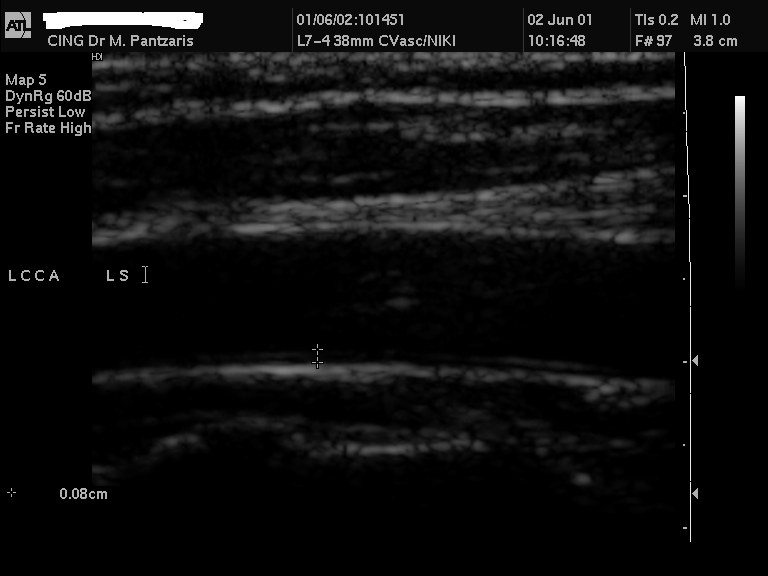 ATL
01/06/02:101451
02 Jun 01
TIs 0.2 MI 1.0
CING Dr M. Pantzaris
L7-4 38mm CVasc/NIKI
10:16:48
F# 97 3.8 cm
HDI
Map 5
DynRg 60dB
Persist Low
Fr Rate High
LCCA LS
0.08cm